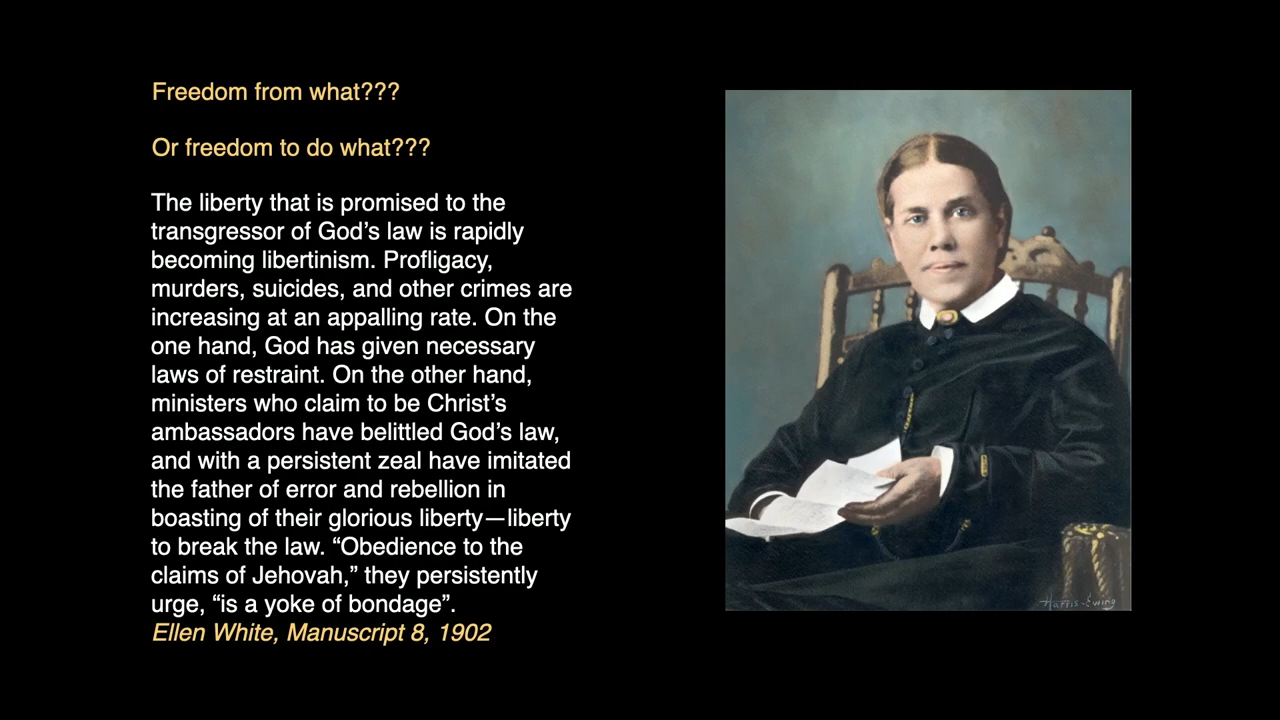 Freedom from what???
Or freedom to do what???
The liberty that is promised to the
transgressor of God’s law is rapidly
becoming libertinism. Profligacy,
murders, suicides, and other crimes are
increasing at an appalling rate. On the
one hand, God has given necessary
laws of restraint. On the other hand,
ministers who claim to be Christ’s
ambassadors have belittled God’s law,
and with a persistent zeal have imitated
the father of error and rebellion in
boasting of their glorious liberty—liberty
to break the law. “Obedience to the
claims of Jehovah,” they persistently
urge, “is a yoke of bondage”.
Ellen White, Manuscript 8, 1902
Harris-Ewing